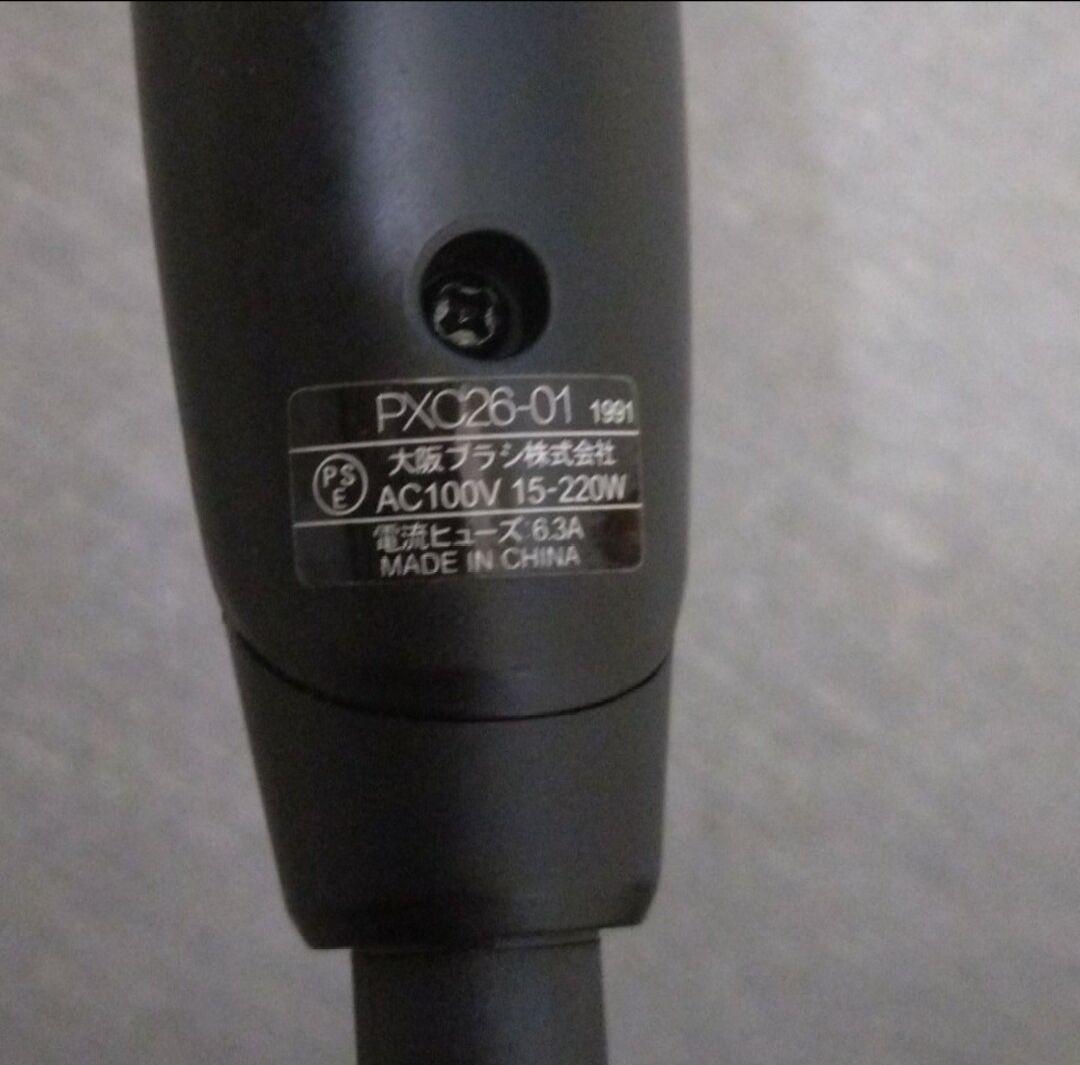 PXC26-01 1991
PSE
大阪ブラシ株式会社
AC100V 15-220W
電流ヒューズ 6.3A
MADE IN CHINA